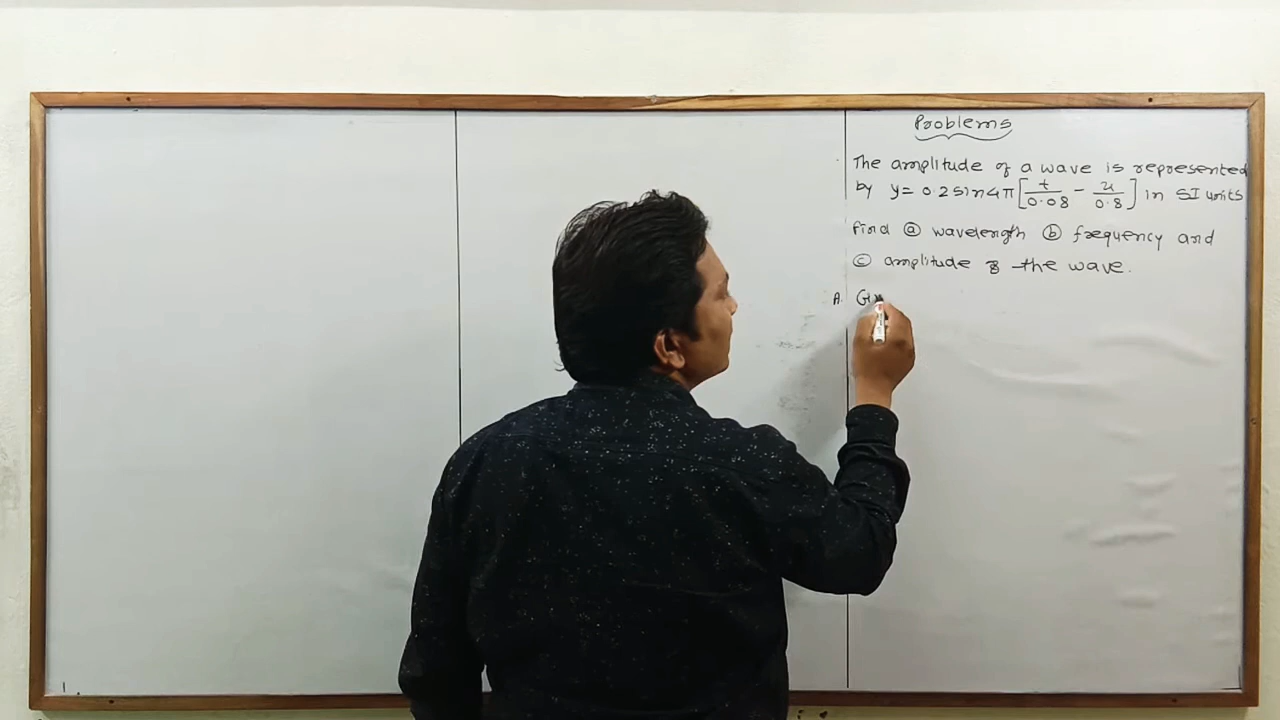 Problems
The amplitude of a wave is represented
by y = 0.2 sin 4π [t/0.08 - x/0.8] in SI units
Find ⓐ wavelength ⓑ frequency and
ⓒ amplitude of the wave.
A. Giv